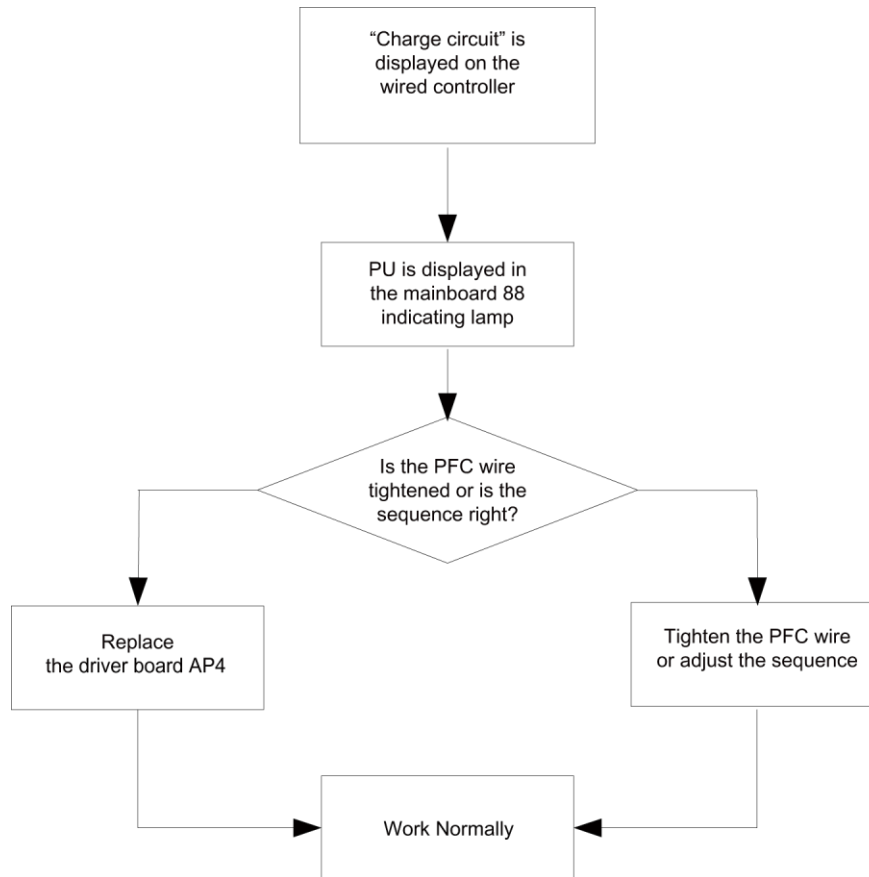 “Charge circuit” is
displayed on the
wired controller
PU is displayed in
the mainboard 88
indicating lamp
Is the PFC wire
tightened or is the
sequence right?
Replace
the driver board AP4
Tighten the PFC wire
or adjust the sequence
Work Normally